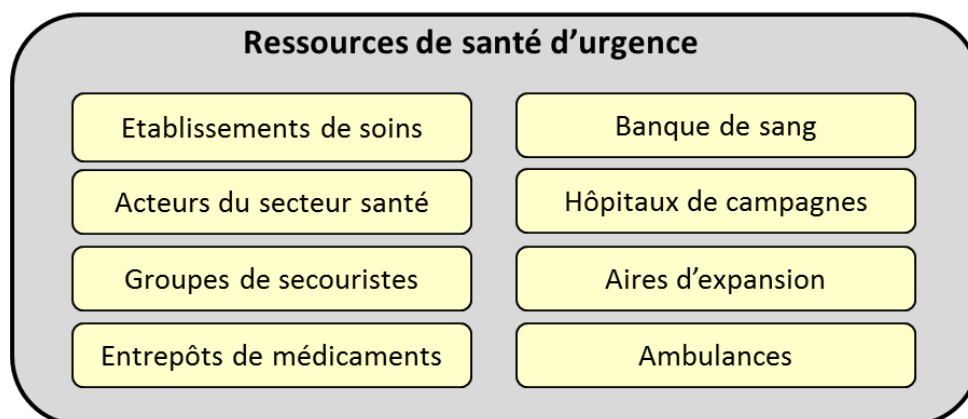 Ressources de santé d’urgence
Etablissements de soins
Banque de sang
Acteurs du secteur santé
Hôpitaux de campagnes
Groupes de secouristes
Aires d’expansion
Entrepôts de médicaments
Ambulances